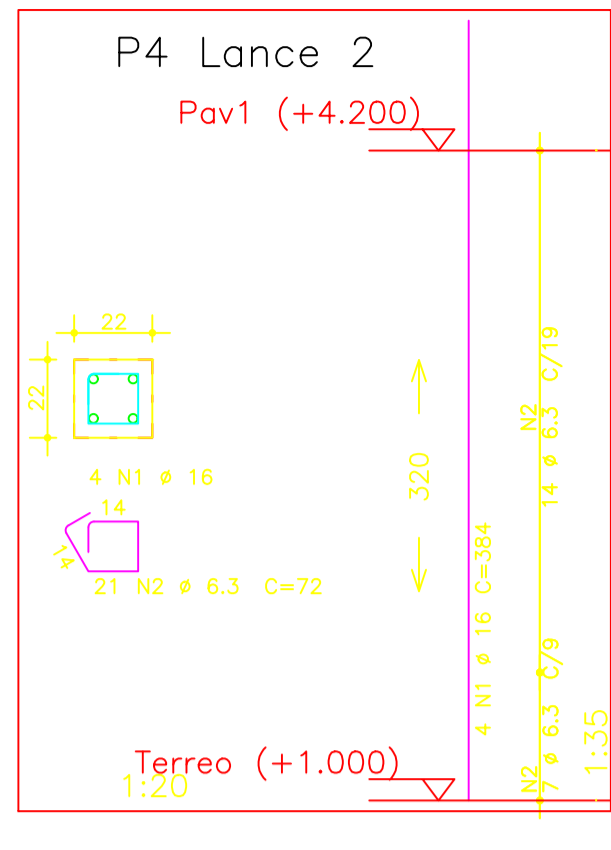 P4 Lance 2
Pav1 (+4.200)
22
22
4 N1 ø 16
14
14
21 N2 ø 6.3 C=72
320
4 N1 ø 16 C=384
N2
14 ø 6.3 C/19
N2
7 ø 6.3 C/9
Terreo (+1.000)
1:20
1:35